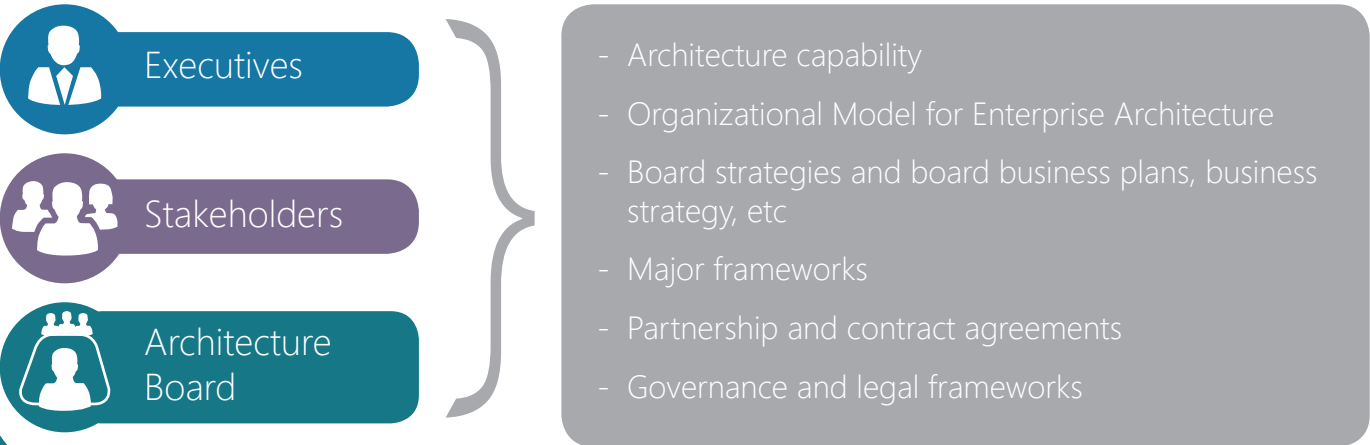 Executives
Stakeholders
Architecture
Board
- Architecture capability
- Organizational Model for Enterprise Architecture
- Board strategies and board business plans, business
strategy, etc
- Major frameworks
- Partnership and contract agreements
- Governance and legal frameworks